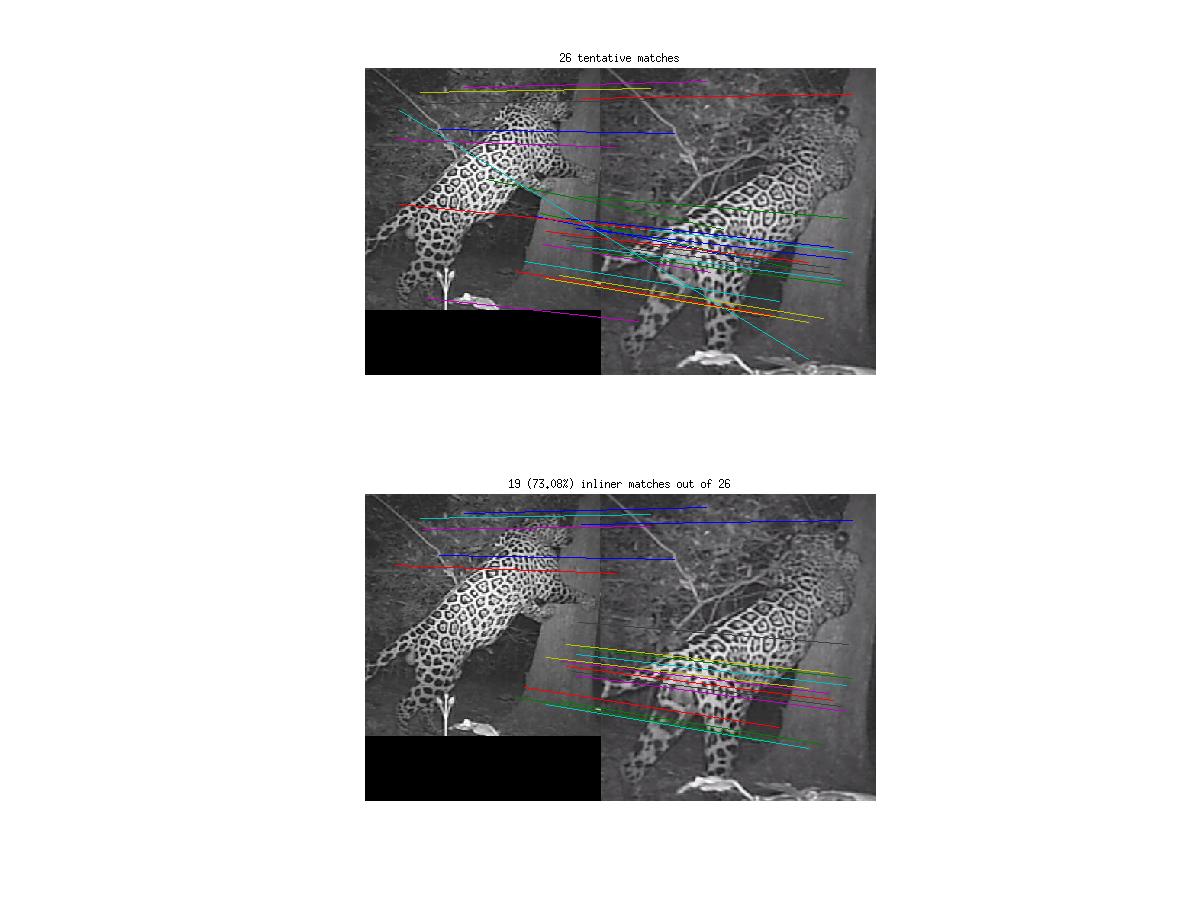 26 tentative matches
19 (73.08%) inliner matches out of 26